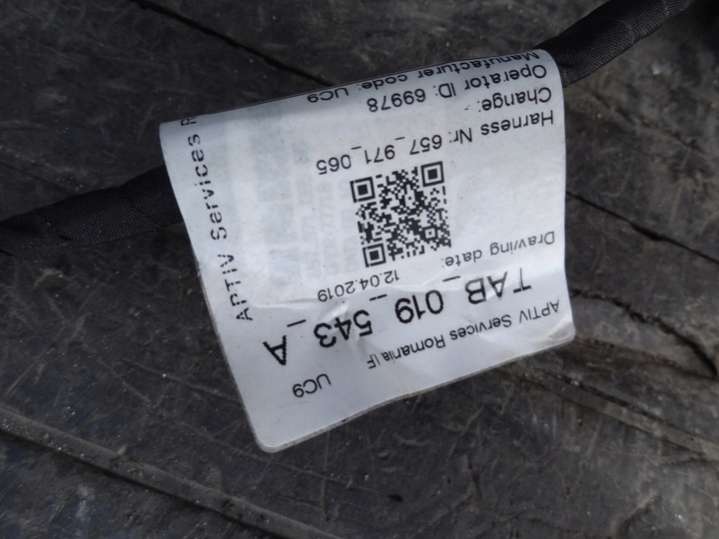 APTIV Services Romania (F
UC9
TAB_019_543_A
Drawing date:
12.04.2019
Harness Nr: 657_971_065
Change:
Operator ID: 69978
Manufacturer code: UC9
APTIV Services R